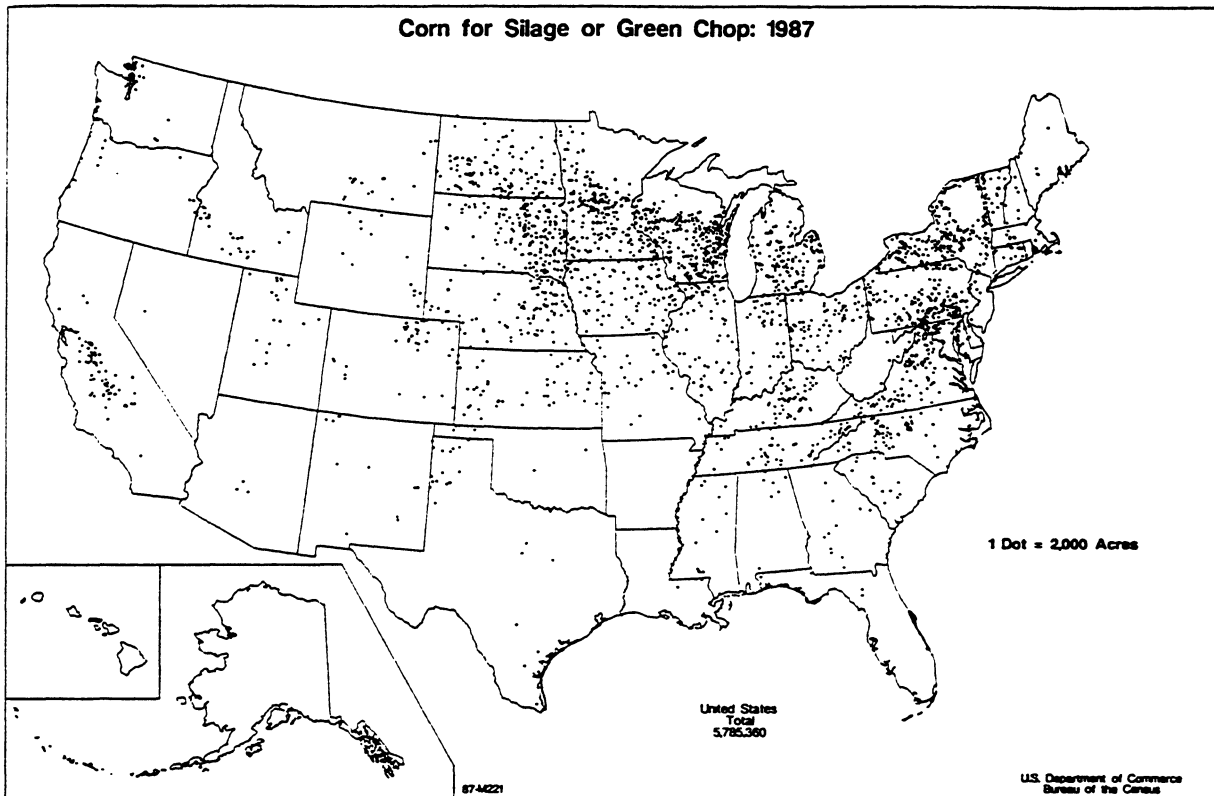 Corn for Silage or Green Chop: 1987
1 Dot = 2,000 Acres
United States
Total
5,785,360
87-M221
U.S. Department of Commerce
Bureau of the Census